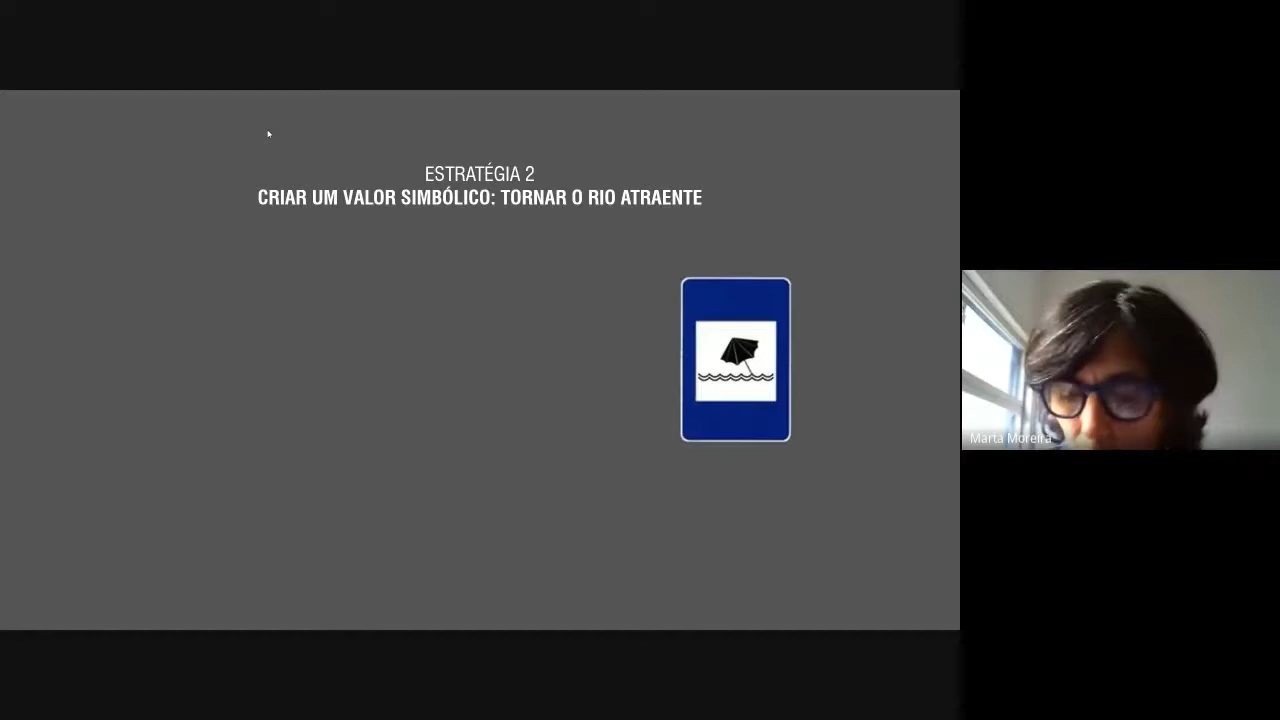 ESTRATÉGIA 2
CRIAR UM VALOR SIMBÓLICO: TORNAR O RIO ATRAENTE
Marta Moreira